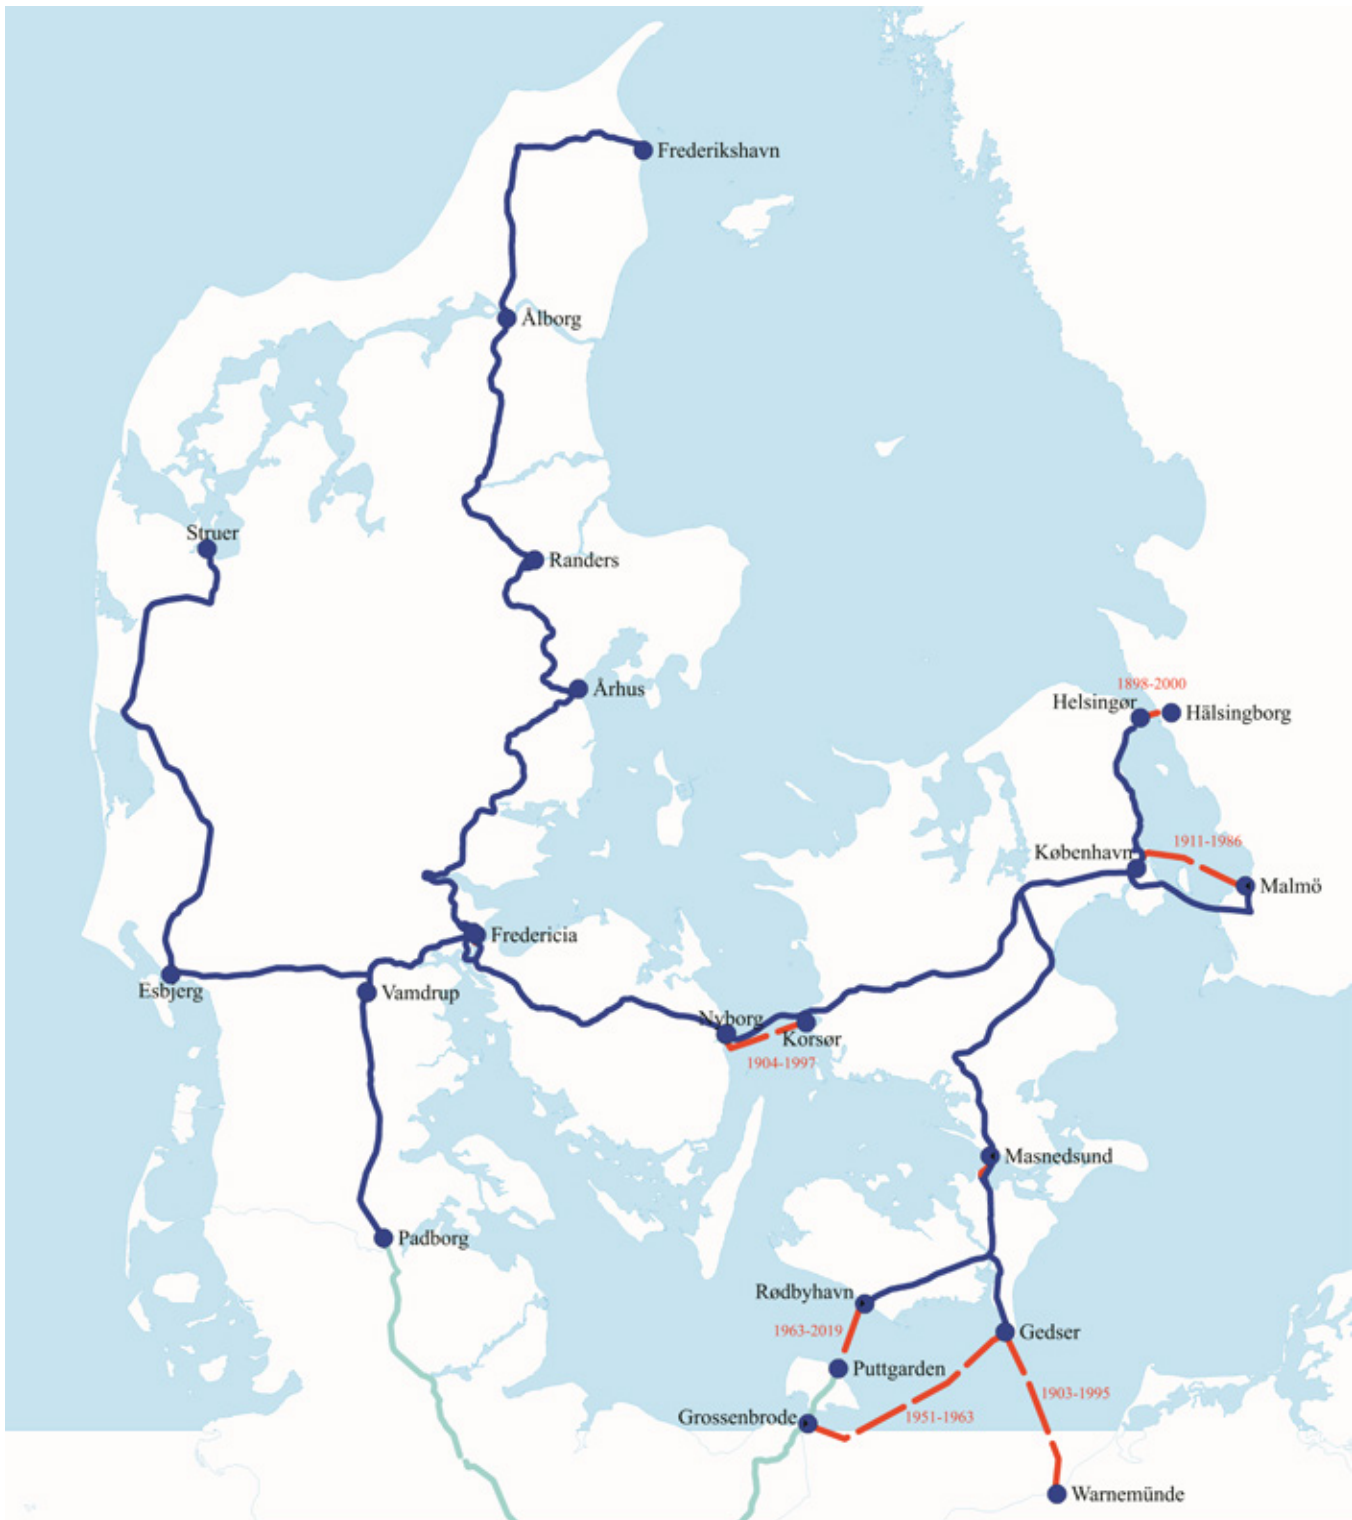 Frederikshavn
Ålborg
Struer
Randers
Århus
1898-2000
Helsingør
Hälsingborg
1911-1986
København
Malmö
Fredericia
Esbjerg
Vamdrup
Nyborg
Korsør
1904-1997
Masnedsund
Padborg
Rødbyhavn
1963-2019
Gedser
Puttgarden
1903-1995
Grossenbrode
1951-1963
Warnemünde